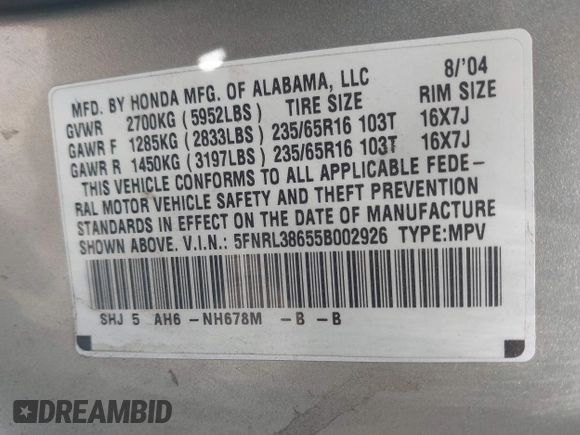 MFD. BY HONDA MFG. OF ALABAMA, LLC 8/'04
GVWR 2700KG (5952LBS) TIRE SIZE RIM SIZE
GAWR F 1285KG (2833LBS) 235/65R16 103T 16X7J
GAWR R 1450KG (3197LBS) 235/65R16 103T 16X7J
THIS VEHICLE CONFORMS TO ALL APPLICABLE FEDE-
RAL MOTOR VEHICLE SAFETY AND THEFT PREVENTION
STANDARDS IN EFFECT ON THE DATE OF MANUFACTURE
SHOWN ABOVE. V.I.N.: 5FNRL38655B002926 TYPE:MPV
SHJ 5 AH6 -NH678M -B -B
DREAMBID